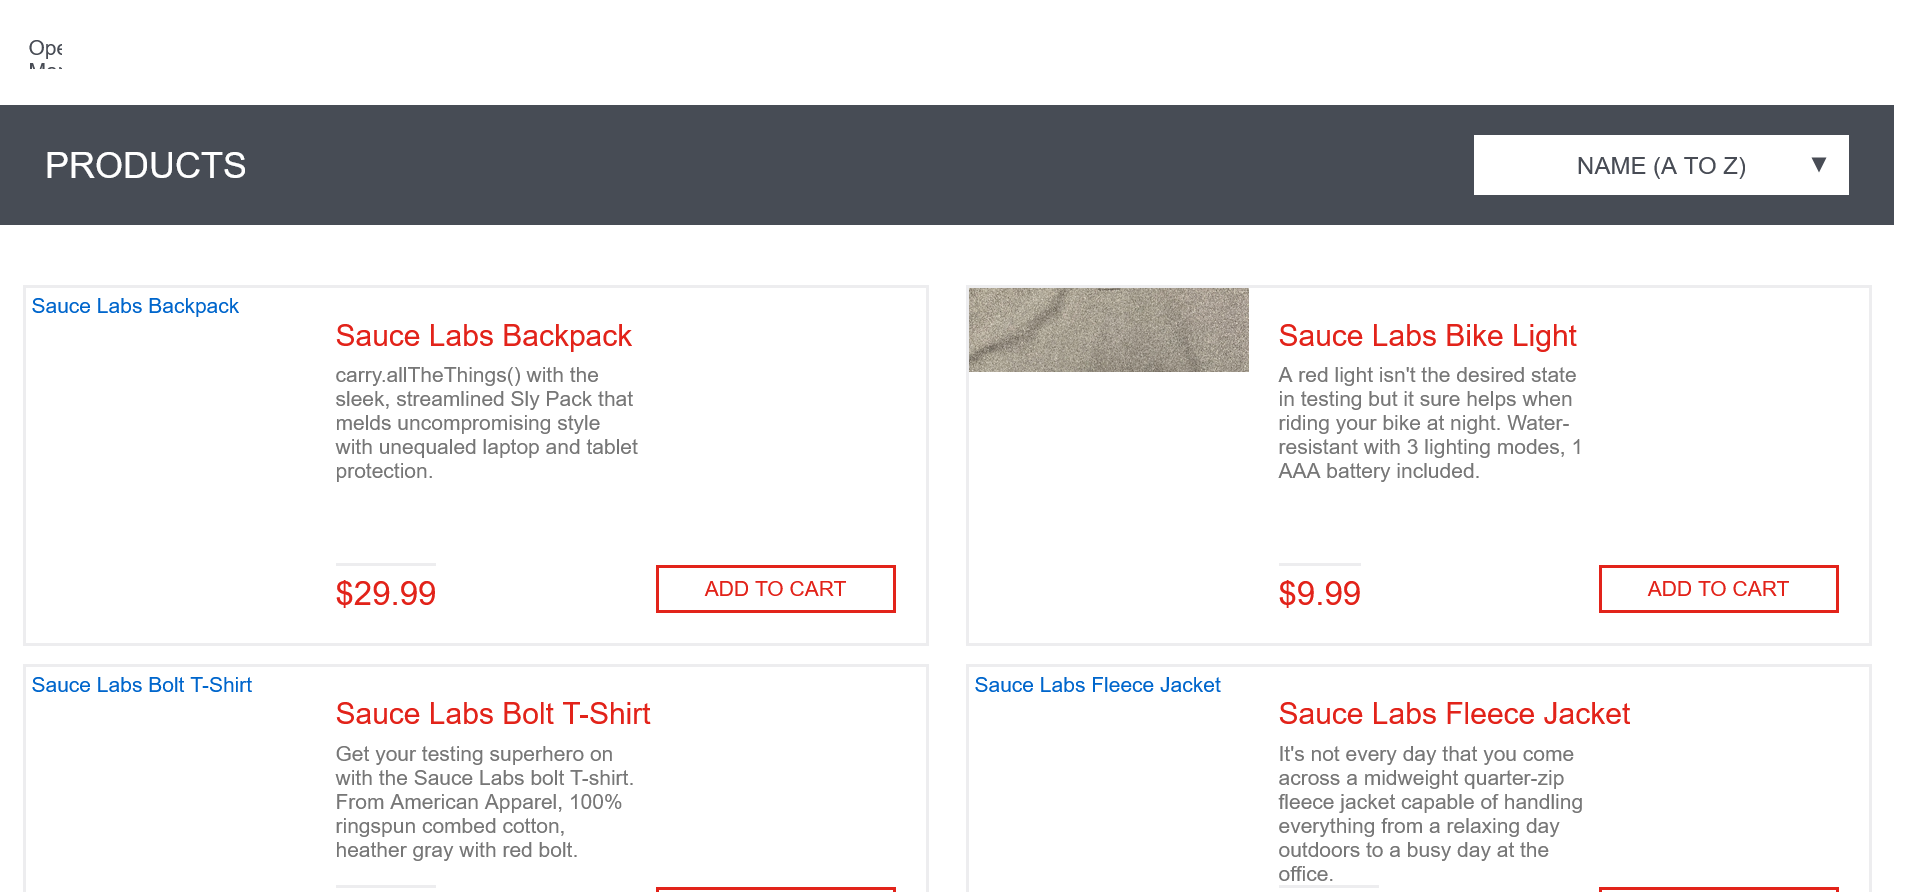 Ope
PRODUCTS
NAME (A TO Z) ▼
Sauce Labs Backpack
Sauce Labs Backpack
carry.allTheThings() with the
sleek, streamlined Sly Pack that
melds uncompromising style
with unequaled laptop and tablet
protection.
$29.99
ADD TO CART
Sauce Labs Bike Light
A red light isn't the desired state
in testing but it sure helps when
riding your bike at night. Water-
resistant with 3 lighting modes, 1
AAA battery included.
$9.99
ADD TO CART
Sauce Labs Bolt T-Shirt
Sauce Labs Bolt T-Shirt
Get your testing superhero on
with the Sauce Labs bolt T-shirt.
From American Apparel, 100%
ringspun combed cotton,
heather gray with red bolt.
Sauce Labs Fleece Jacket
Sauce Labs Fleece Jacket
It's not every day that you come
across a midweight quarter-zip
fleece jacket capable of handling
everything from a relaxing day
outdoors to a busy day at the
office.